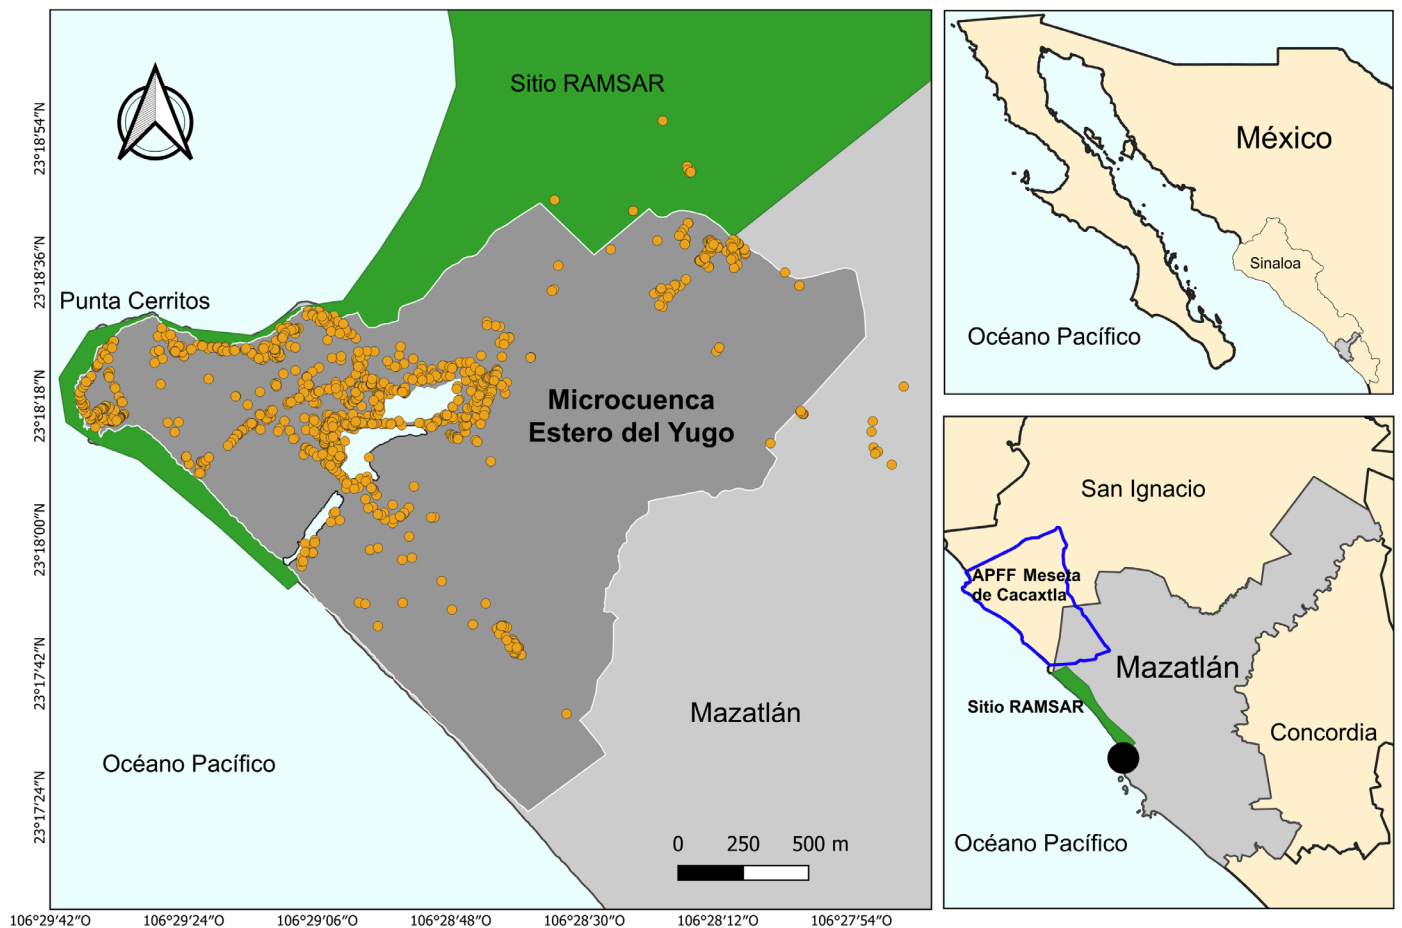 Sitio RAMSAR
Punta Cerritos
Microcuenca
Estero del Yugo
Mazatlán
Océano Pacífico
0 250 500 m
23°18′54″N
23°18′36″N
23°18′18″N
23°18′00″N
23°17′42″N
23°17′24″N
106°29′42″O 106°29′24″O 106°29′06″O 106°28′48″O 106°28′30″O 106°28′12″O 106°27′54″O
México
Sinaloa
Océano Pacífico
San Ignacio
APFF Meseta
de Cacaxtla
Mazatlán
Sitio RAMSAR
Concordia
Océano Pacífico